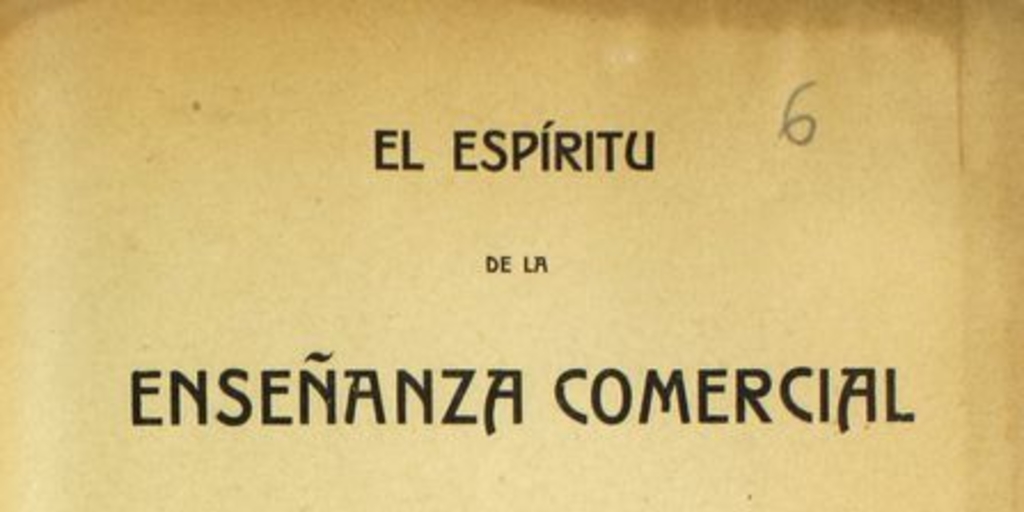 6
EL ESPÍRITU
DE LA
ENSEÑANZA COMERCIAL